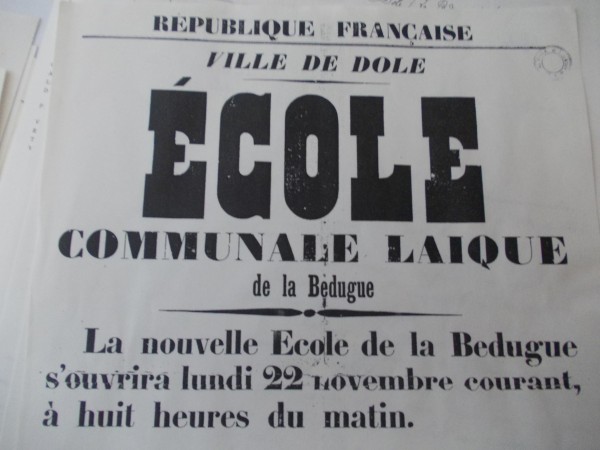 RÉPUBLIQUE FRANÇAISE
VILLE DE DOLE
ÉCOLE
COMMUNALE LAIQUE
de la Bedugue
La nouvelle Ecole de la Bedugue
s'ouvrira lundi 22 novembre courant,
à huit heures du matin.